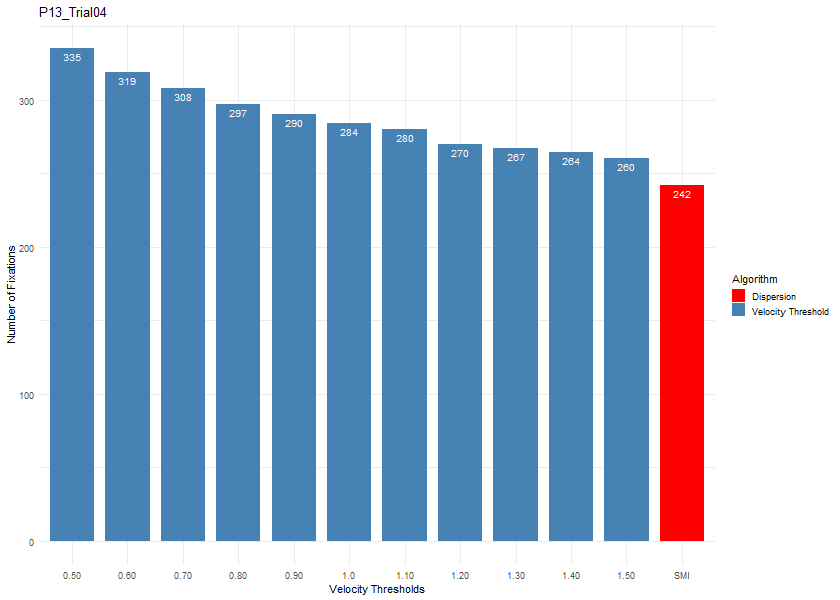 P13_Trial04
335
319
308
297
290
284
280
270
267
264
260
242
300
200
100
0
Number of Fixations
0.50 0.60 0.70 0.80 0.90 1.0 1.10 1.20 1.30 1.40 1.50 SMI
Velocity Thresholds
Algorithm
Dispersion
Velocity Threshold